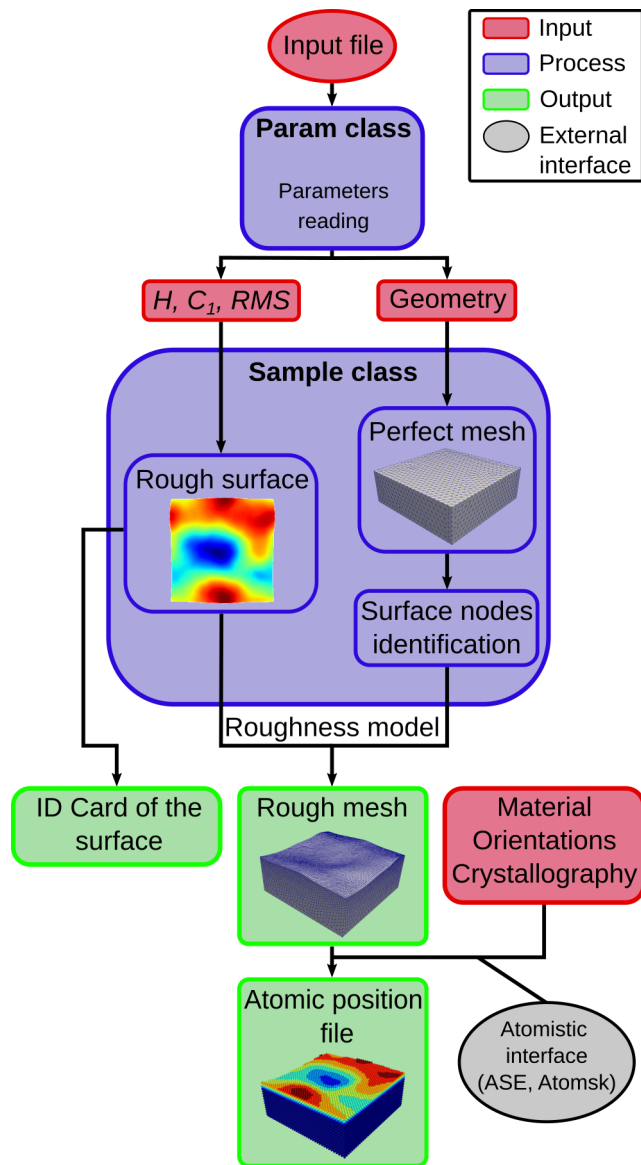 Input file
Input
Process
Output
External
interface
Param class
Parameters
reading
H, C₁, RMS
Geometry
Sample class
Perfect mesh
Rough surface
Surface nodes
identification
Roughness model
ID Card of the
surface
Rough mesh
Material
Orientations
Crystallography
Atomic position
file
Atomistic
interface
(ASE, Atomsk)